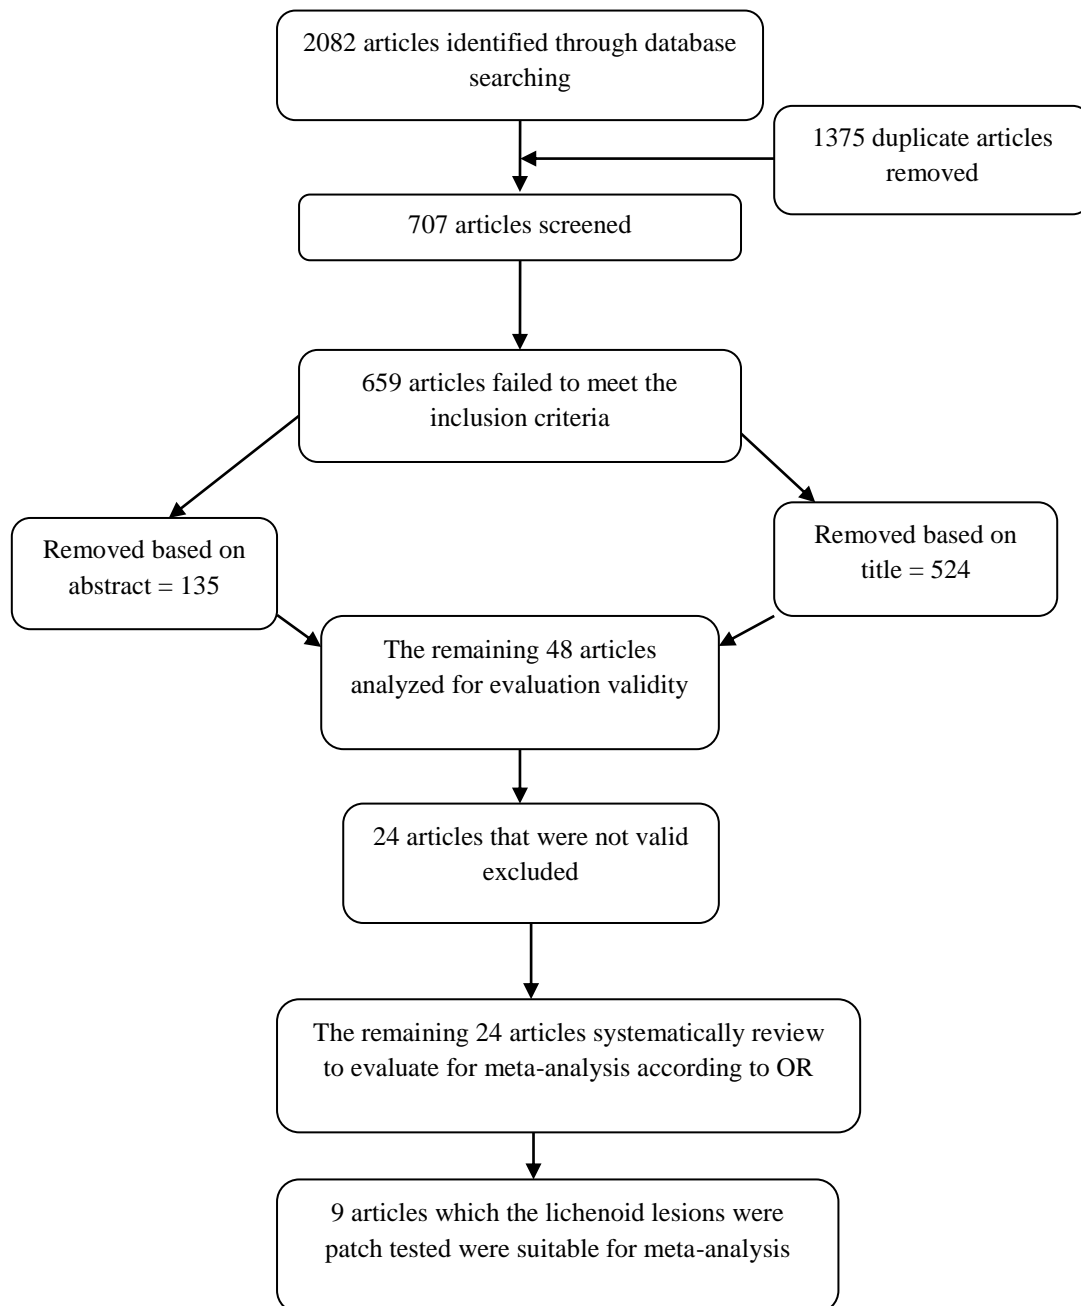 2082 articles identified through database
searching
1375 duplicate articles
removed
707 articles screened
659 articles failed to meet the
inclusion criteria
Removed based on
abstract = 135
Removed based on
title = 524
The remaining 48 articles
analyzed for evaluation validity
24 articles that were not valid
excluded
The remaining 24 articles systematically review
to evaluate for meta-analysis according to OR
9 articles which the lichenoid lesions were
patch tested were suitable for meta-analysis